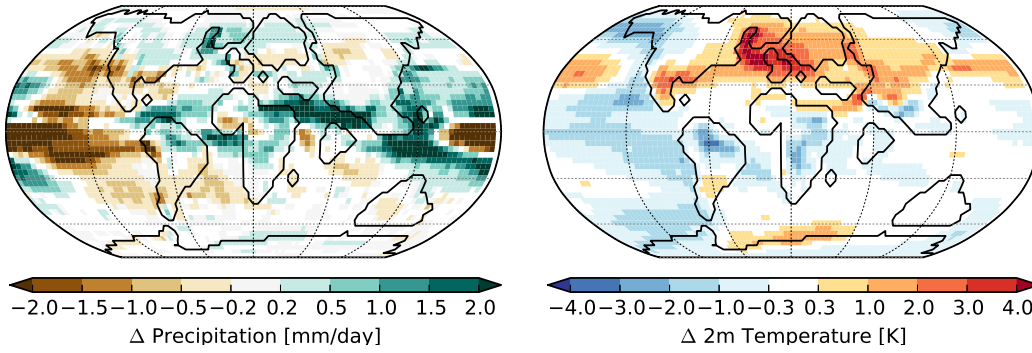 −2.0 −1.5 −1.0 −0.5 −0.2 0.2 0.5 1.0 1.5 2.0
Δ Precipitation [mm/day]
−4.0 −3.0 −2.0 −1.0 −0.3 0.3 1.0 2.0 3.0 4.0
Δ 2m Temperature [K]